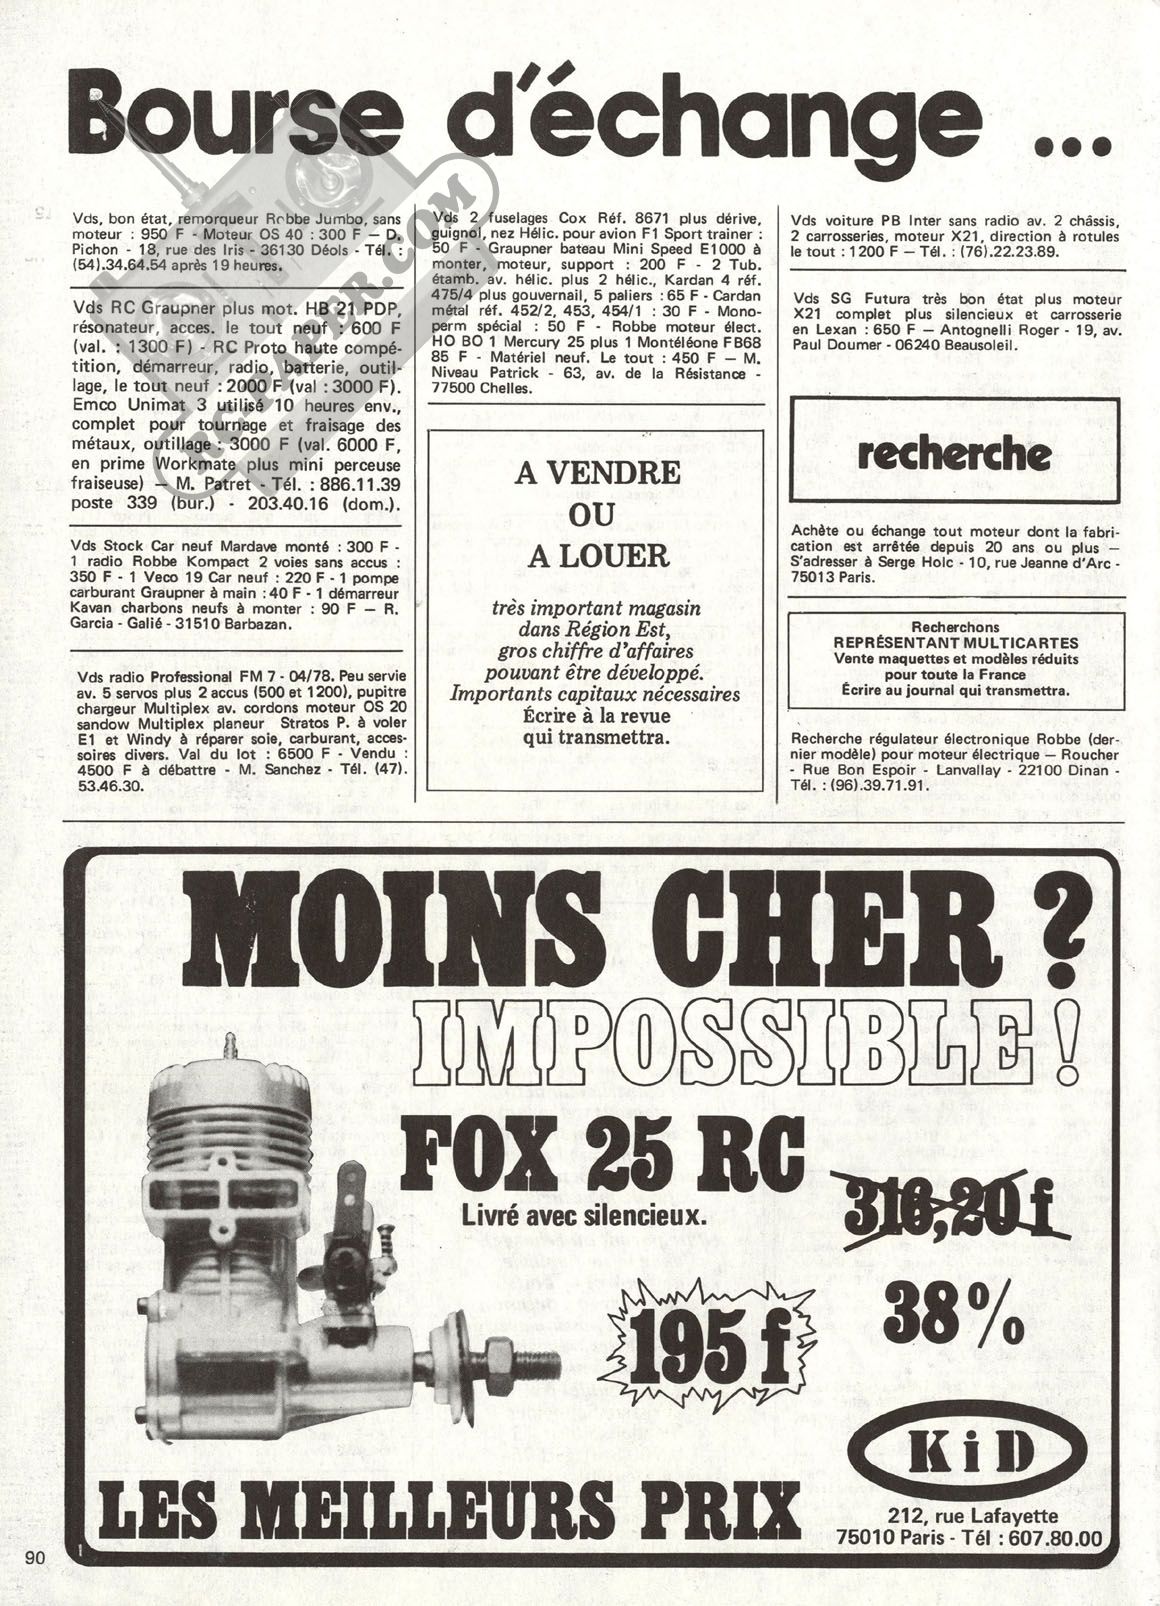 Bourse d'échange ...
Vds, bon état, remorqueur Robbe Jumbo, sans
moteur : 950 F - Moteur OS 40 : 300 F — D.
Pichon - 18, rue des Iris - 36130 Déols - Tél. :
(54).34.64.54 après 19 heures.
Vds RC Graupner plus mot. HB 21 PDP,
résonateur, acces. le tout neuf : 600 F
(val. : 1300 F) - RC Proto haute compé-
tition, démarreur, radio, batterie, outil-
lage, le tout neuf : 2000 F (val : 3000 F).
Emco Unimat 3 utilisé 10 heures env.,
complet pour tournage et fraisage des
métaux, outillage : 3000 F (val. 6000 F,
en prime Workmate plus mini perceuse
fraiseuse) — M. Patret - Tél. : 886.11.39
poste 339 (bur.) - 203.40.16 (dom.).
Vds Stock Car neuf Mardave monté : 300 F -
1 radio Robbe Kompact 2 voies sans accus :
350 F - 1 Veco 19 Car neuf : 220 F - 1 pompe
carburant Graupner à main : 40 F - 1 démarreur
Kavan charbons neufs à monter : 90 F — R.
Garcia - Galié - 31510 Barbazan.
Vds radio Professional FM 7 - 04/78. Peu servie
av. 5 servos plus 2 accus (500 et 1200), pupitre
chargeur Multiplex av. cordons moteur OS 20
sandow Multiplex planeur Stratos P. à voler
E1 et Windy à réparer soie, carburant, acces-
soires divers. Val du lot : 6500 F - Vendu :
4500 F à débattre - M. Sanchez - Tél. (47).
53.46.30.
Vds 2 fuselages Cox Réf. 8671 plus dérive,
guignol, nez Hélic. pour avion F1 Sport trainer :
50 F - Graupner bateau Mini Speed E1000 à
monter, moteur, support : 200 F - 2 Tub.
étamb. av. hélic. plus 2 hélic., Kardan 4 réf.
475/4 plus gouvernail, 5 paliers : 65 F - Cardan
métal réf. 452/2, 453, 454/1 : 30 F - Mono-
perm spécial : 50 F - Robbe moteur élect.
HO BO 1 Mercury 25 plus 1 Montéléone FB68
85 F - Matériel neuf. Le tout : 450 F — M.
Niveau Patrick - 63, av. de la Résistance -
77500 Chelles.
A VENDRE
OU
A LOUER
très important magasin
dans Région Est,
gros chiffre d'affaires
pouvant être développé.
Importants capitaux nécessaires
Écrire à la revue
qui transmettra.
Vds voiture PB Inter sans radio av. 2 châssis,
2 carrosseries, moteur X21, direction à rotules
le tout : 1200 F — Tél. : (76).22.23.89.
Vds SG Futura très bon état plus moteur
X21 complet plus silencieux et carrosserie
en Lexan : 650 F — Antognelli Roger - 19, av.
Paul Doumer - 06240 Beausoleil.
recherche
Achète ou échange tout moteur dont la fabri-
cation est arrêtée depuis 20 ans ou plus —
S'adresser à Serge Holc - 10, rue Jeanne d'Arc -
75013 Paris.
Recherchons
REPRÉSENTANT MULTICARTES
Vente maquettes et modèles réduits
pour toute la France
Écrire au journal qui transmettra.
Recherche régulateur électronique Robbe (der-
nier modèle) pour moteur électrique — Roucher
- Rue Bon Espoir - Lanvallay - 22100 Dinan -
Tél. : (96).39.71.91.
RC-PAPER.COM
MOINS CHER ?
IMPOSSIBLE !
FOX 25 RC
Livré avec silencieux.
316,20 f
38%
195 f
KiD
LES MEILLEURS PRIX
212, rue Lafayette
75010 Paris - Tél : 607.80.00
90